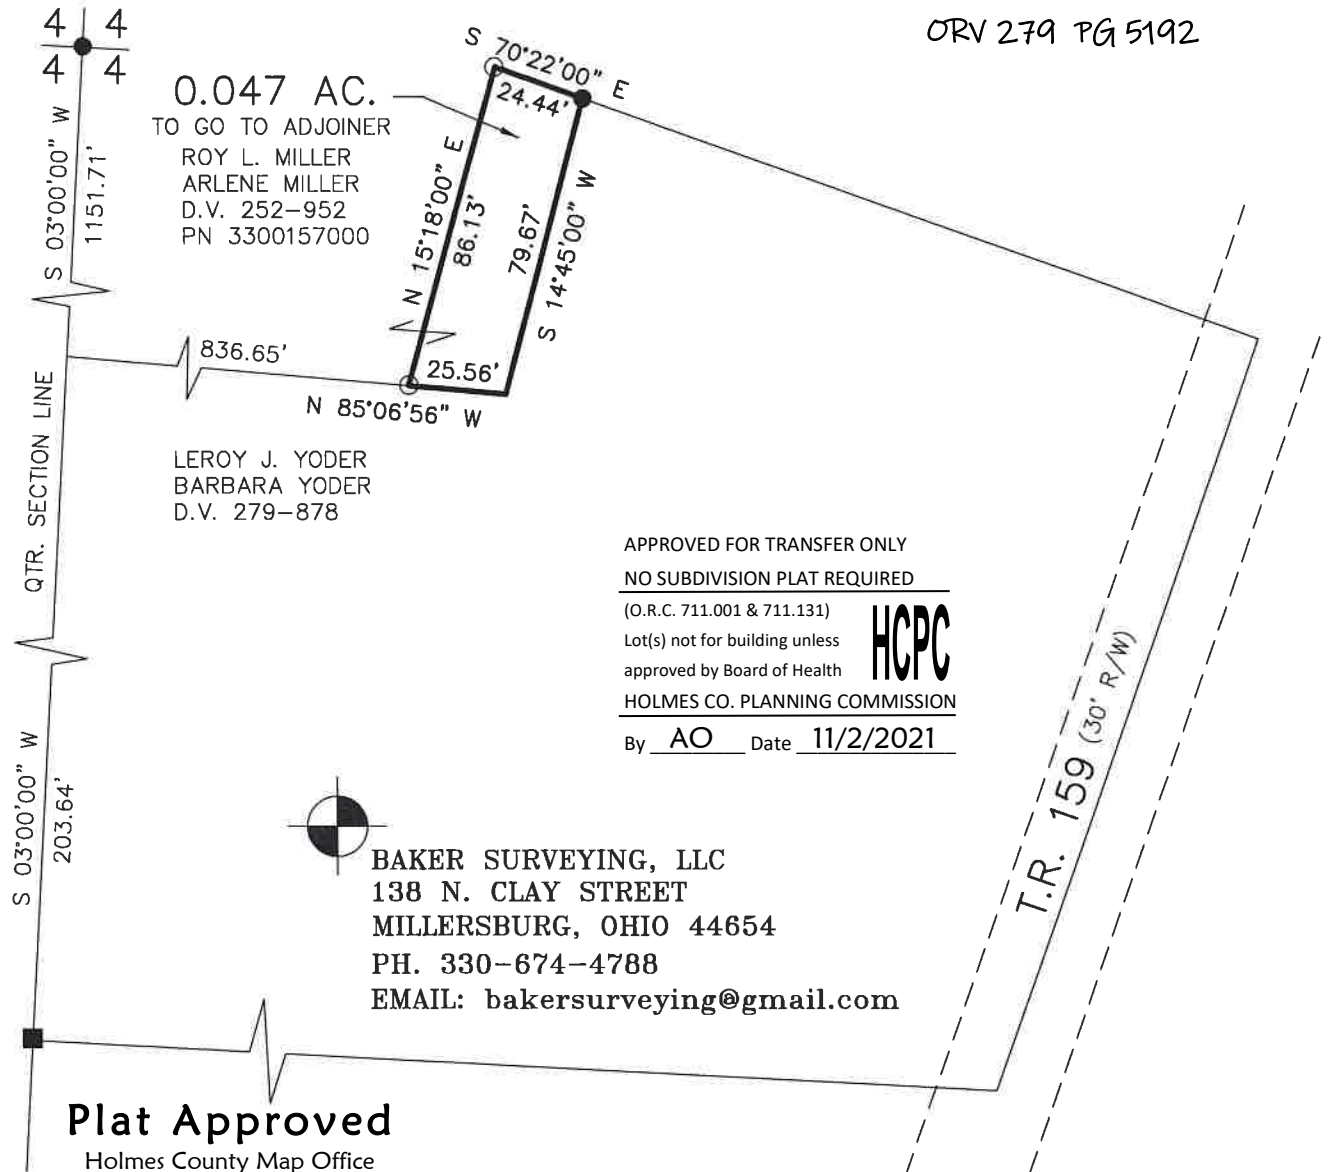 ORV 279 PG 5192
4 4
4 4
S 03°00'00" W
1151.71'
0.047 AC.
TO GO TO ADJOINER
ROY L. MILLER
ARLENE MILLER
D.V. 252-952
PN 3300157000
S 70°22'00" E
24.44'
N 15°18'00" E
86.13'
79.67'
S 14°45'00" W
836.65'
25.56'
N 85°06'56" W
QTR. SECTION LINE
LEROY J. YODER
BARBARA YODER
D.V. 279-878
APPROVED FOR TRANSFER ONLY
NO SUBDIVISION PLAT REQUIRED
(O.R.C. 711.001 & 711.131)
Lot(s) not for building unless
approved by Board of Health
HCPC
HOLMES CO. PLANNING COMMISSION
By AO Date 11/2/2021
T.R. 159 (30' R/W)
S 03°00'00" W
203.64'
BAKER SURVEYING, LLC
138 N. CLAY STREET
MILLERSBURG, OHIO 44654
PH. 330-674-4788
EMAIL: bakersurveying@gmail.com
Plat Approved
Holmes County Map Office